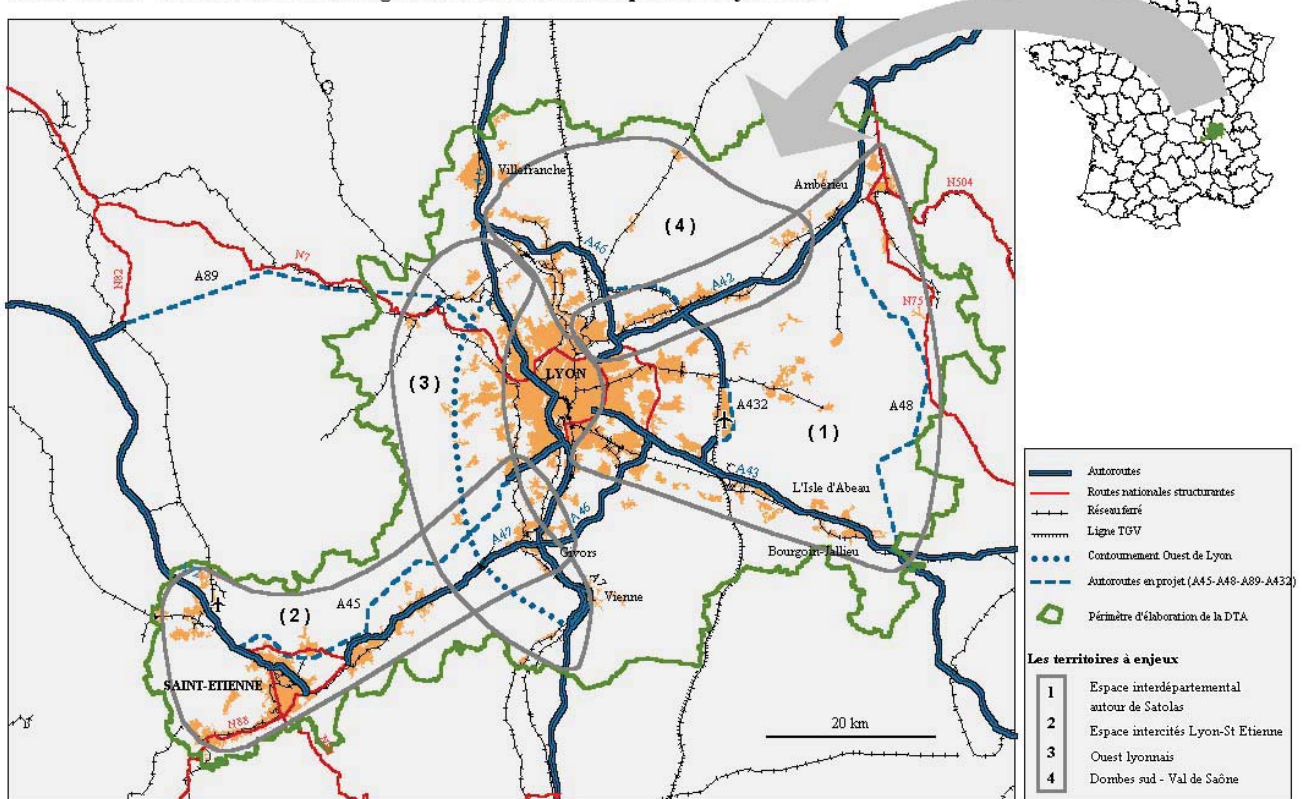 Villefranche
Ambérieu
N504
(4)
A46
N7
N82
A89
A42
N75
LYON
(3)
A432
A48
(1)
A43
L'Isle d'Abeau
A47
A46
Givors
Bourgoin-Jallieu
Vienne
(2)
A45
SAINT-ETIENNE
N88
20 km
Autoroutes
Routes nationales structurantes
Réseau ferré
Ligne TGV
Contournement Ouest de Lyon
Autoroutes en projet (A45-A48-A89-A432)
Périmètre d'élaboration de la DTA
Les territoires à enjeux
1 Espace interdépartemental
autour de Satolas
2 Espace intercités Lyon-St Etienne
3 Ouest lyonnais
4 Dombes sud - Val de Saône